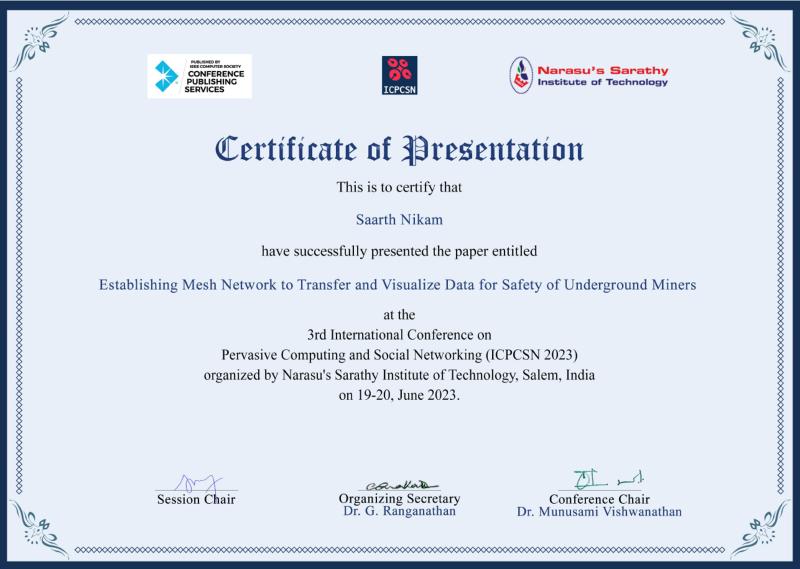 PUBLISHED BY
IEEE COMPUTER SOCIETY
CONFERENCE
PUBLISHING
SERVICES
ICPCSN
Narasu's Sarathy
Institute of Technology
Certificate of Presentation
This is to certify that
Saarth Nikam
have successfully presented the paper entitled
Establishing Mesh Network to Transfer and Visualize Data for Safety of Underground Miners
at the
3rd International Conference on
Pervasive Computing and Social Networking (ICPCSN 2023)
organized by Narasu's Sarathy Institute of Technology, Salem, India
on 19-20, June 2023.
Session Chair
Organizing Secretary
Dr. G. Ranganathan
Conference Chair
Dr. Munusami Vishwanathan